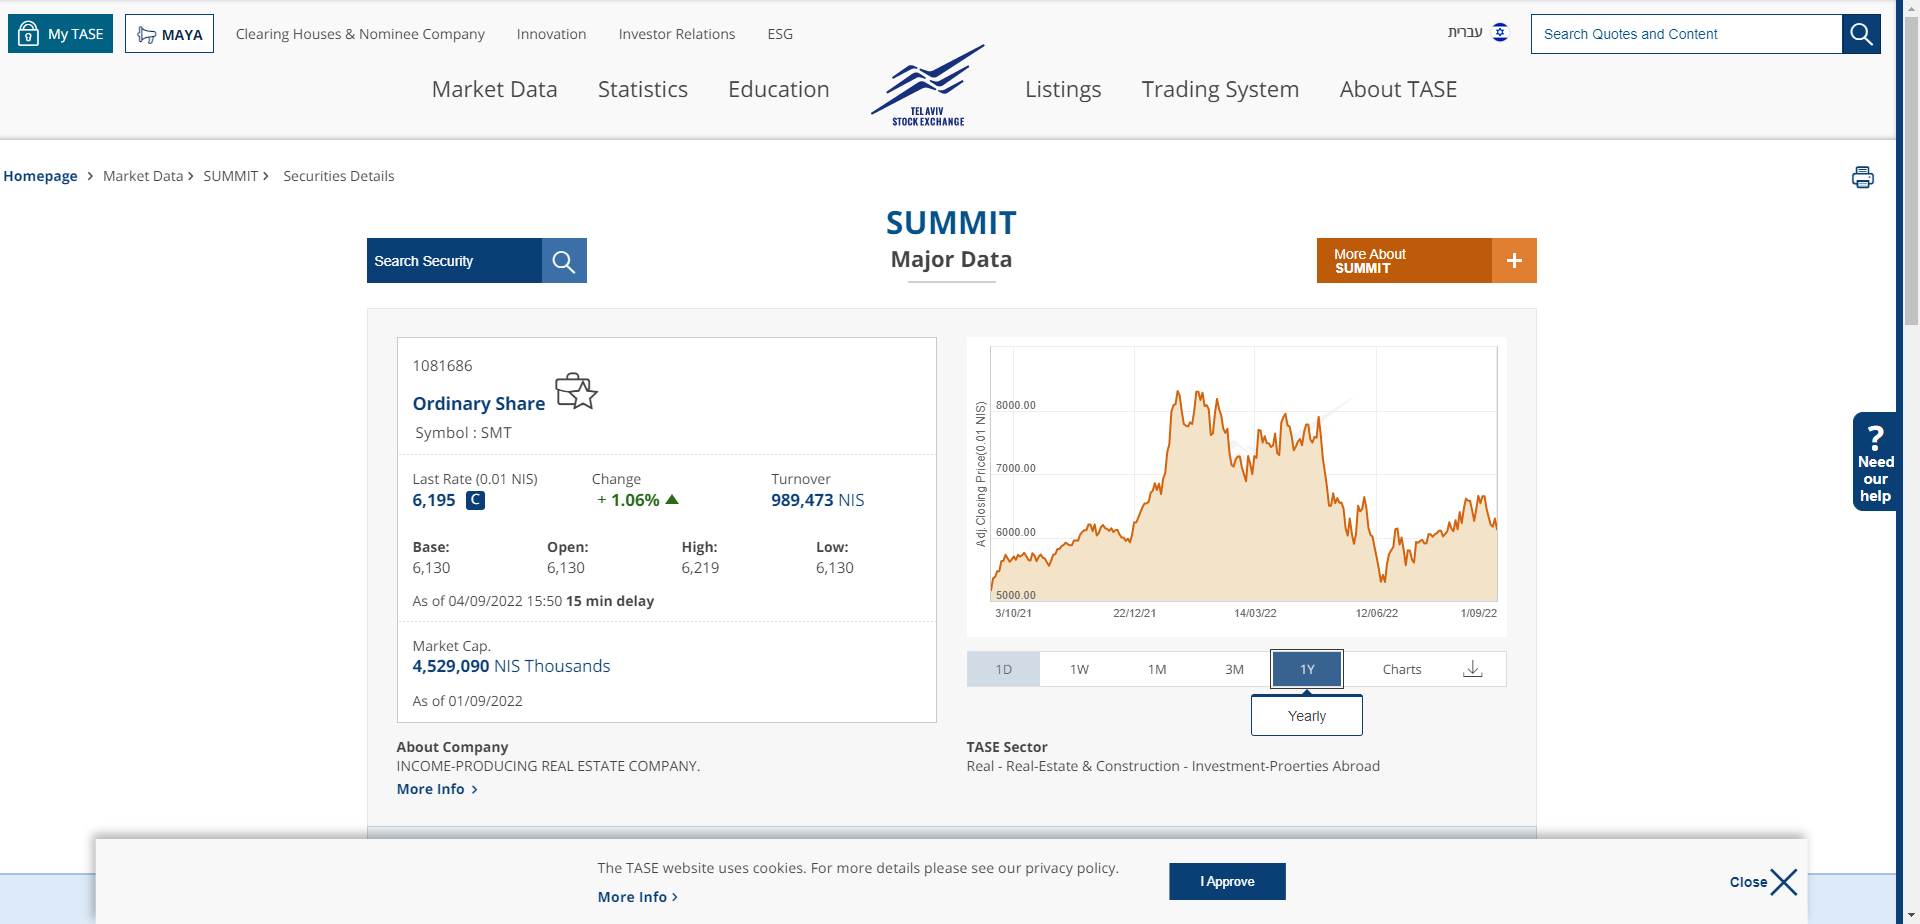 My TASE
MAYA
Clearing Houses & Nominee Company
Innovation
Investor Relations
ESG
עברית
Search Quotes and Content
Market Data
Statistics
Education
TEL AVIV
STOCK EXCHANGE
Listings
Trading System
About TASE
Homepage > Market Data > SUMMIT > Securities Details
SUMMIT
Major Data
Search Security
More About
SUMMIT
+
1081686
Ordinary Share
Symbol : SMT
Last Rate (0.01 NIS)
Change
Turnover
6,195 C
+ 1.06%
989,473 NIS
Base:
Open:
High:
Low:
6,130
6,130
6,219
6,130
As of 04/09/2022 15:50 15 min delay
Market Cap.
4,529,090 NIS Thousands
As of 01/09/2022
Adj.Closing Price(0.01 NIS)
8000.00
7000.00
6000.00
5000.00
3/10/21
22/12/21
14/03/22
12/06/22
1/09/22
1D
1W
1M
3M
1Y
Charts
Yearly
About Company
INCOME-PRODUCING REAL ESTATE COMPANY.
More Info >
TASE Sector
Real - Real-Estate & Construction - Investment-Proerties Abroad
?
Need
our
help
The TASE website uses cookies. For more details please see our privacy policy.
More Info >
I Approve
Close